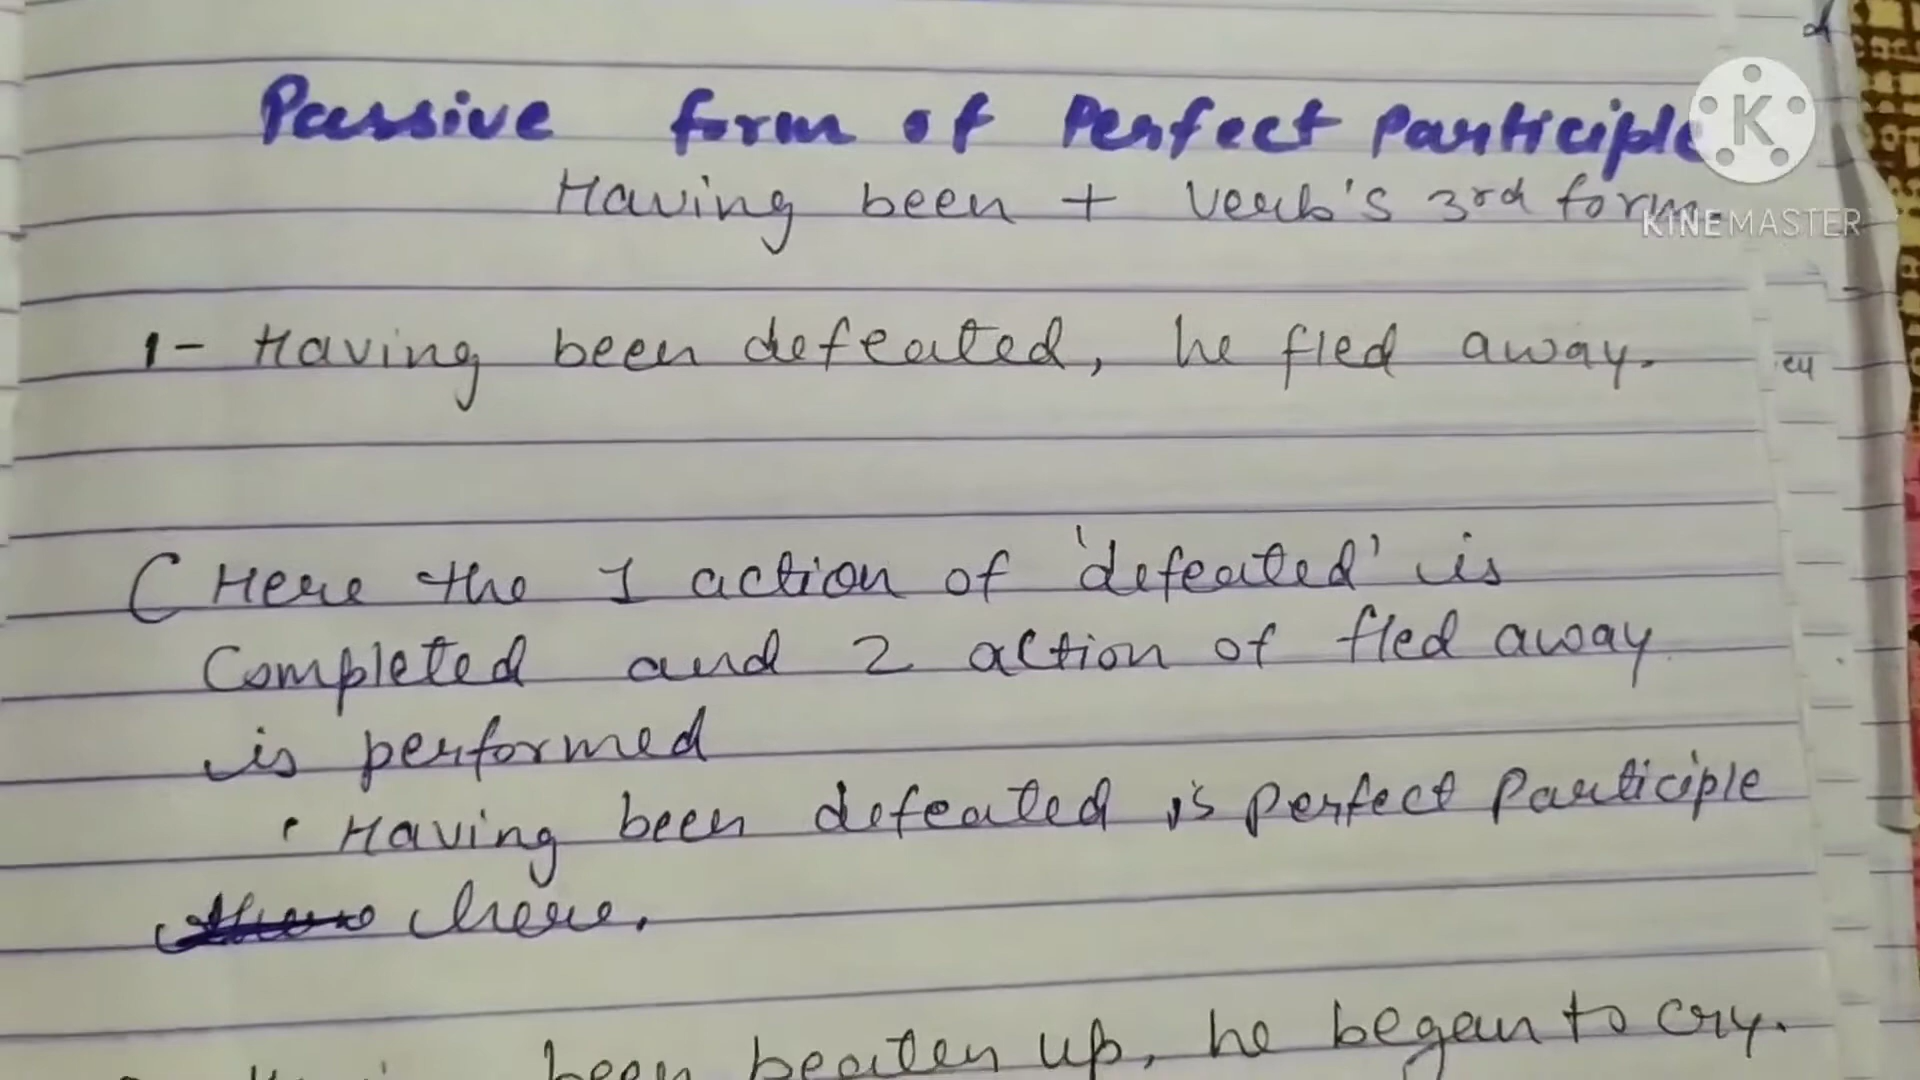 Passive form of Perfect Participle
Having been + Verb's 3rd form.
K
KINEMASTER
1- Having been defeated, he fled away.
(Here the 1 action of 'defeated' is
Completed and 2 action of fled away
is performed
• Having been defeated is perfect Participle
here.
been beaten up, he began to cry.